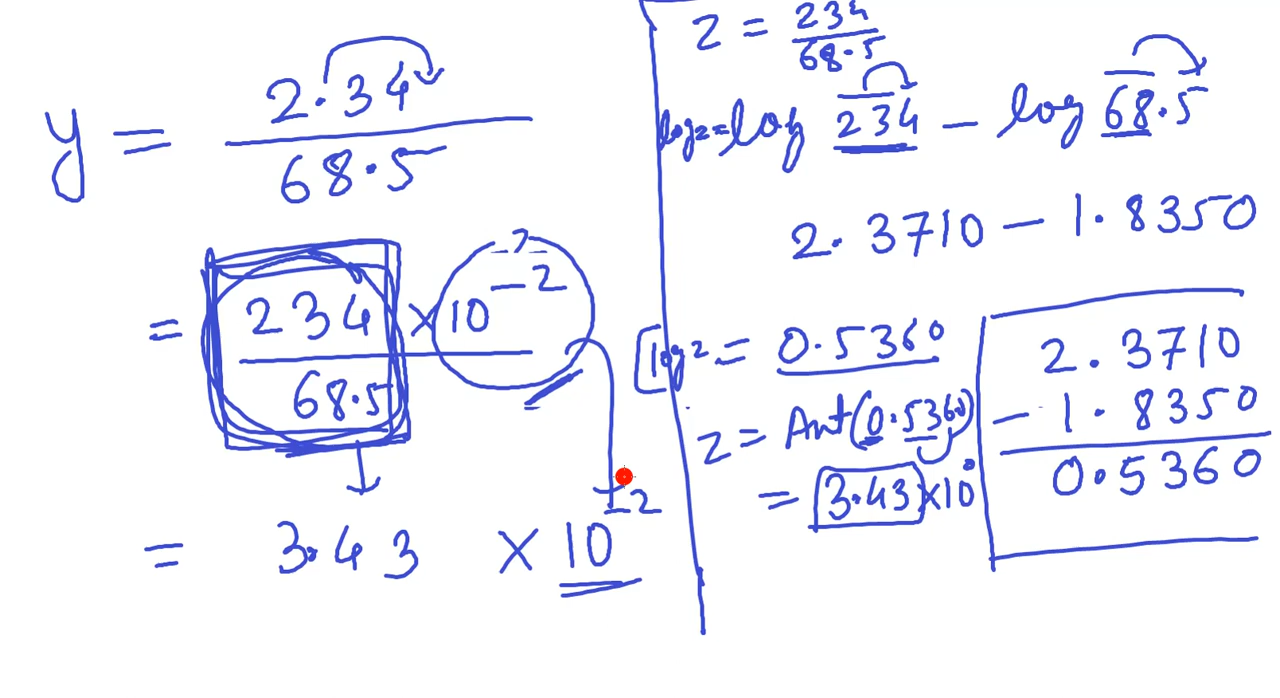 y = 2.34 / 68.5
= 234 / 68.5 × 10^-2
= 3.43 × 10^-2
z = 234 / 68.5
log z = log 234 - log 68.5
2.3710 - 1.8350
log z = 0.5360
z = Ant(0.5360)
= 3.43 × 10^0
2.3710
- 1.8350
0.5360